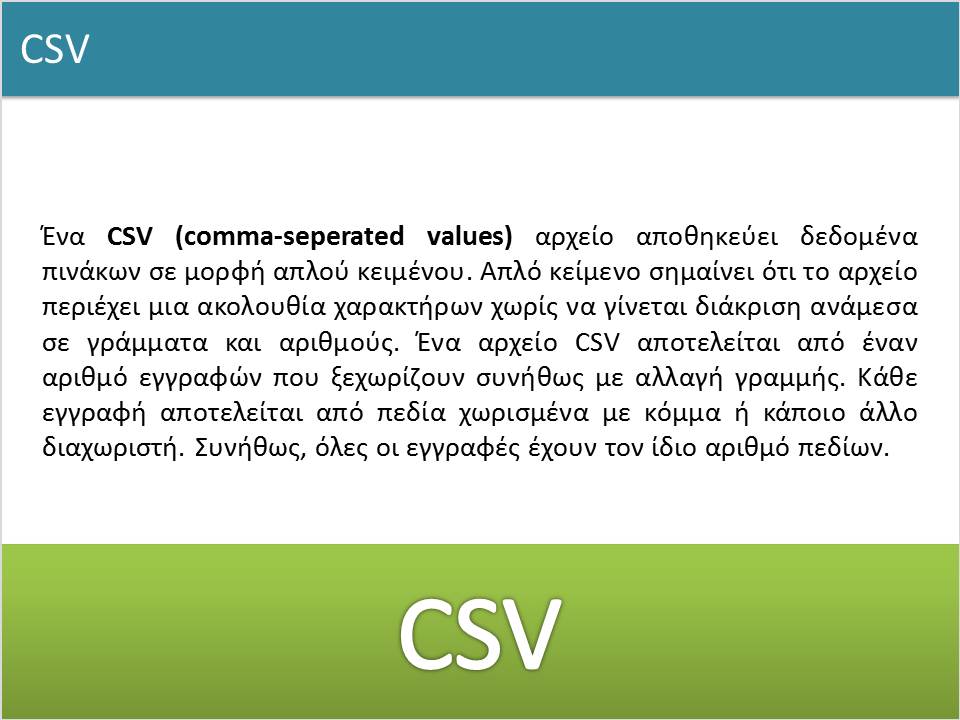 CSV
Ένα CSV (comma-seperated values) αρχείο αποθηκεύει δεδομένα
πινάκων σε μορφή απλού κειμένου. Απλό κείμενο σημαίνει ότι το αρχείο
περιέχει μια ακολουθία χαρακτήρων χωρίς να γίνεται διάκριση ανάμεσα
σε γράμματα και αριθμούς. Ένα αρχείο CSV αποτελείται από έναν
αριθμό εγγραφών που ξεχωρίζουν συνήθως με αλλαγή γραμμής. Κάθε
εγγραφή αποτελείται από πεδία χωρισμένα με κόμμα ή κάποιο άλλο
διαχωριστή. Συνήθως, όλες οι εγγραφές έχουν τον ίδιο αριθμό πεδίων.
CSV